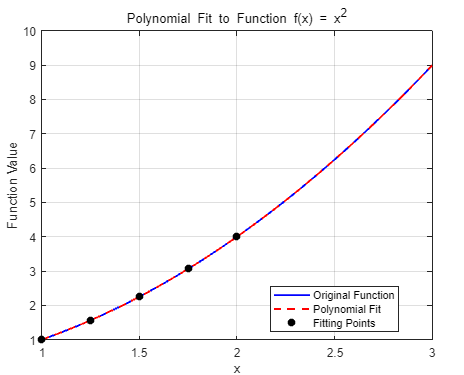 Polynomial Fit to Function f(x) = x²
10
9
8
7
6
5
4
3
2
1
Function Value
1 1.5 2 2.5 3
x
Original Function
Polynomial Fit
Fitting Points